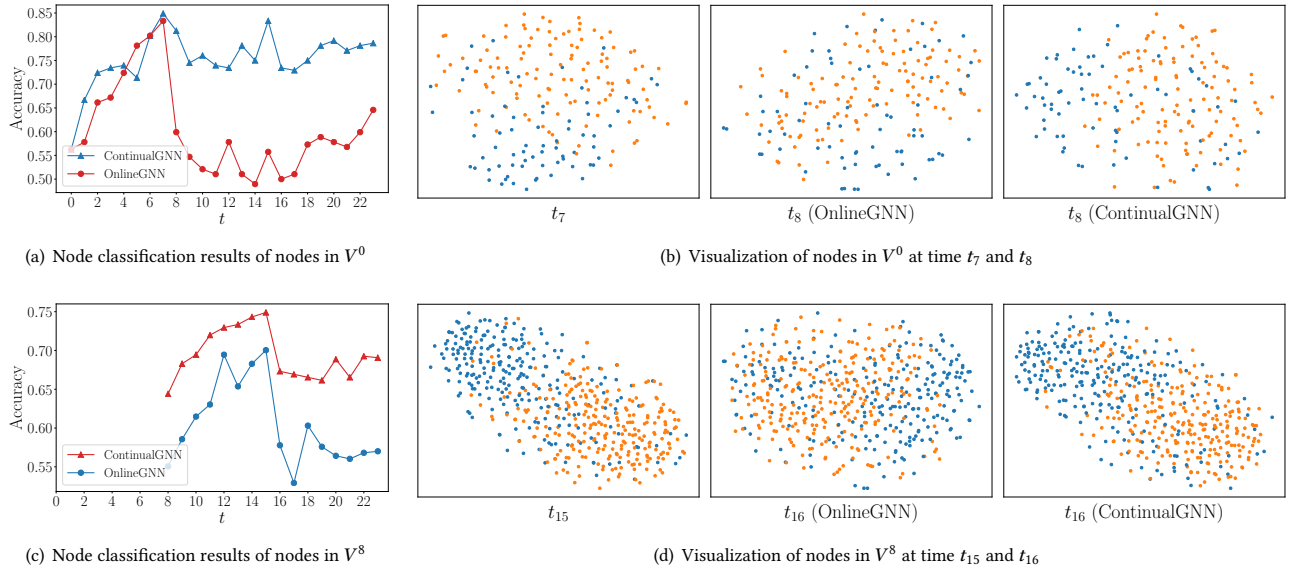 0.85
0.80
0.75
0.70
0.65
0.60
0.55
0.50
Accuracy
ContinualGNN
OnlineGNN
0 2 4 6 8 10 12 14 16 18 20 22
t
(a) Node classification results of nodes in V⁰
t₇
t₈ (OnlineGNN)
t₈ (ContinualGNN)
(b) Visualization of nodes in V⁰ at time t₇ and t₈
0.75
0.70
0.65
0.60
0.55
Accuracy
ContinualGNN
OnlineGNN
0 2 4 6 8 10 12 14 16 18 20 22
t
(c) Node classification results of nodes in V⁸
t₁₅
t₁₆ (OnlineGNN)
t₁₆ (ContinualGNN)
(d) Visualization of nodes in V⁸ at time t₁₅ and t₁₆